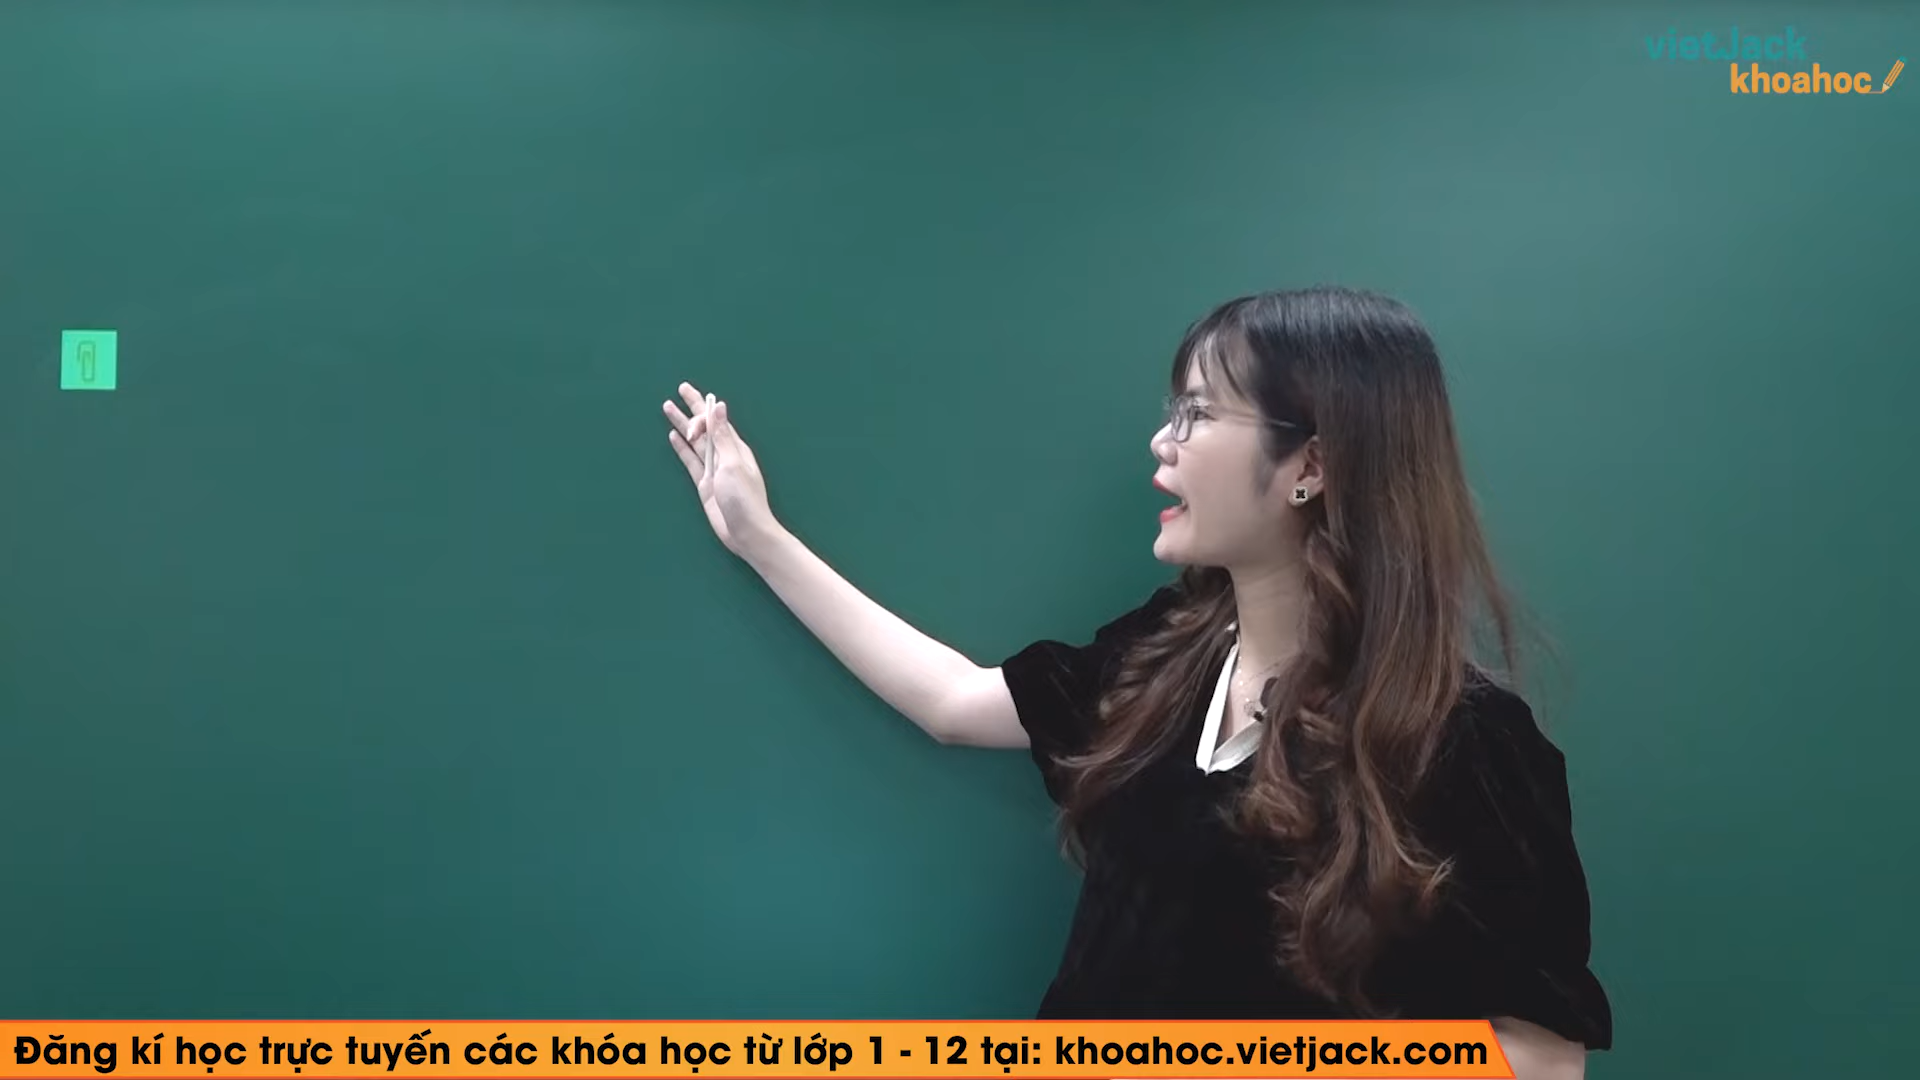 vietJack
khoahoc
Đăng kí học trực tuyến các khóa học từ lớp 1 - 12 tại: khoahoc.vietjack.com